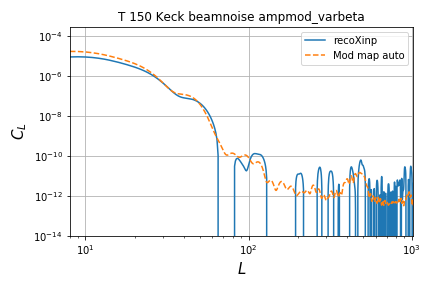 T 150 Keck beamnoise ampmod_varbeta
recoXinp
Mod map auto
10⁻⁴
10⁻⁶
10⁻⁸
10⁻¹⁰
10⁻¹²
10⁻¹⁴
C_L
10¹
10²
10³
L